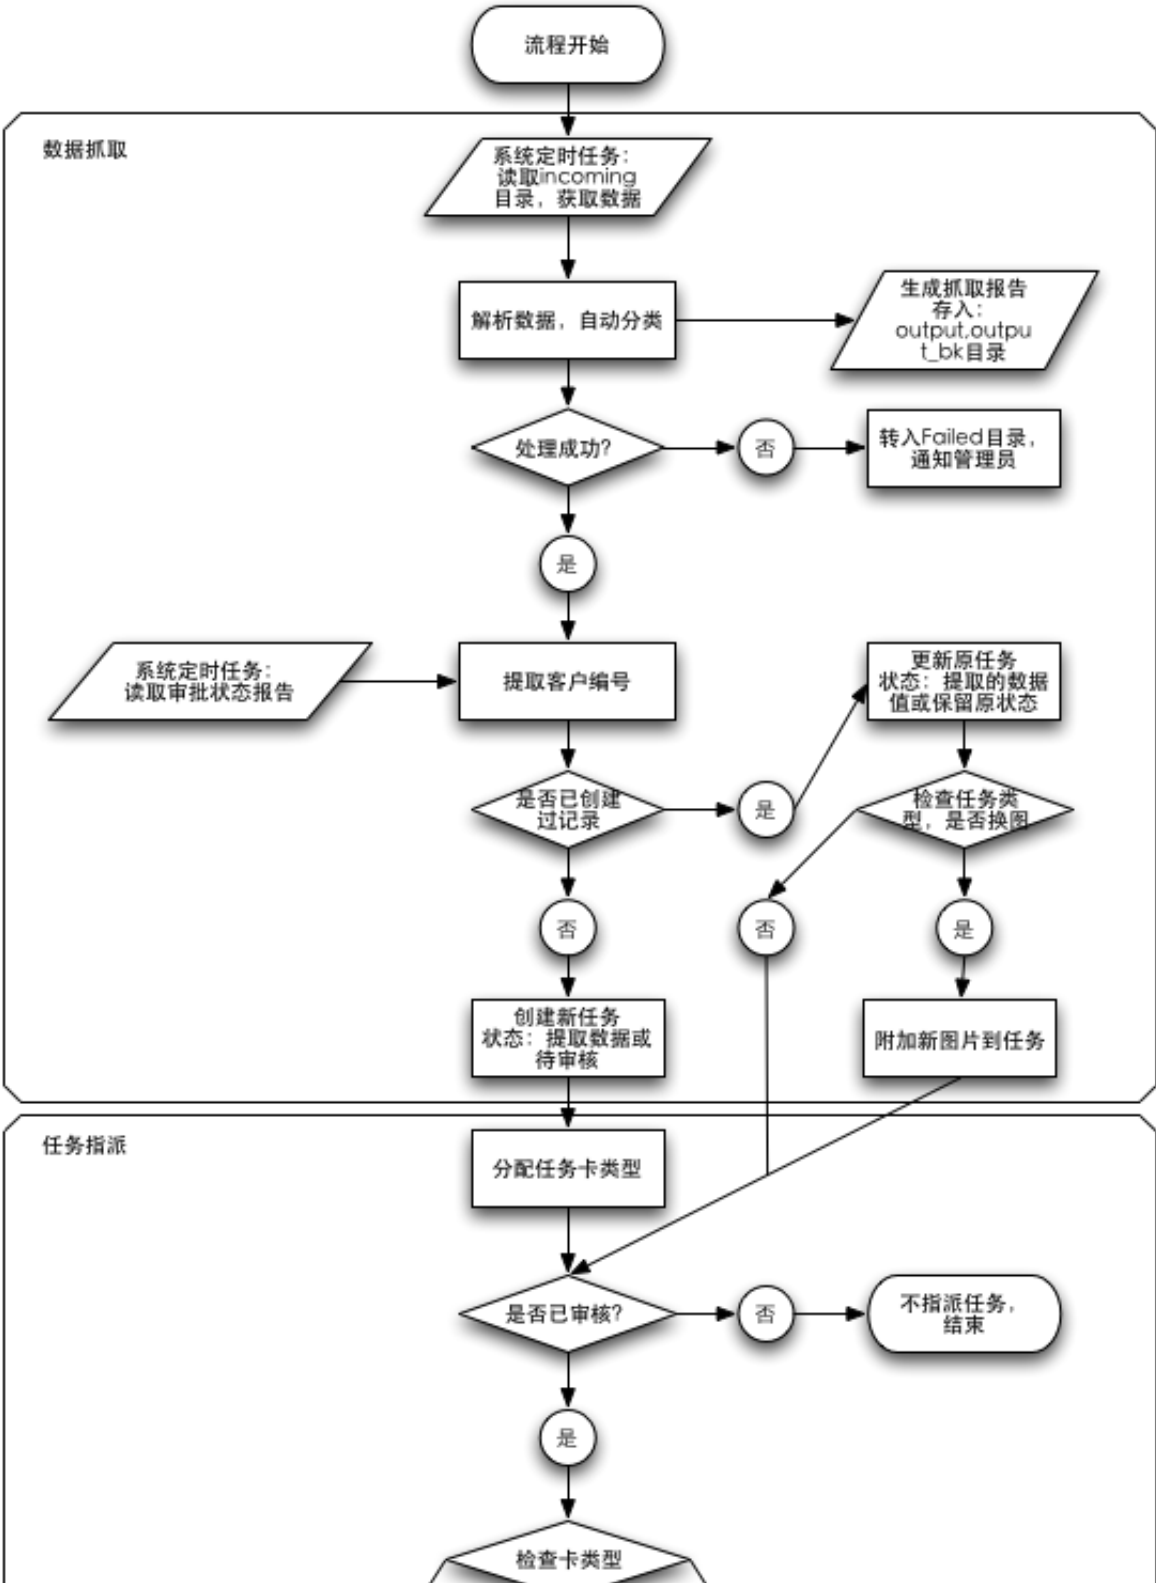 流程开始
数据抓取
系统定时任务：
读取incoming
目录，获取数据
解析数据，自动分类
生成抓取报告
存入：
output,outpu
t_bk目录
处理成功？
否
转入Failed目录，
通知管理员
是
系统定时任务：
读取审批状态报告
提取客户编号
更新原任务
状态：提取的数据
值或保留原状态
是否已创建
过记录
是
检查任务类
型，是否换图
否
否
是
创建新任务
状态：提取数据或
待审核
附加新图片到任务
任务指派
分配任务卡类型
是否已审核？
否
不指派任务，
结束
是
检查卡类型